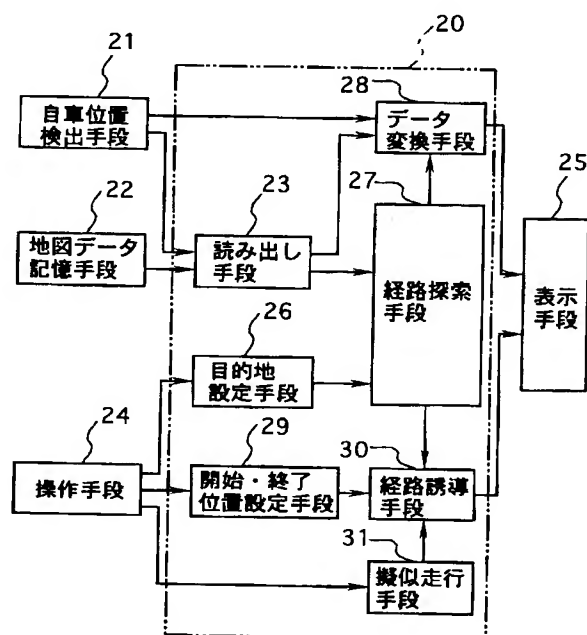 20
21
自車位置
検出手段
28
データ
変換手段
22
地図データ
記憶手段
23
読み出し
手段
27
経路探索
手段
25
表示
手段
26
目的地
設定手段
24
操作手段
29
開始・終了
位置設定手段
30
経路誘導
手段
31
擬似走行
手段